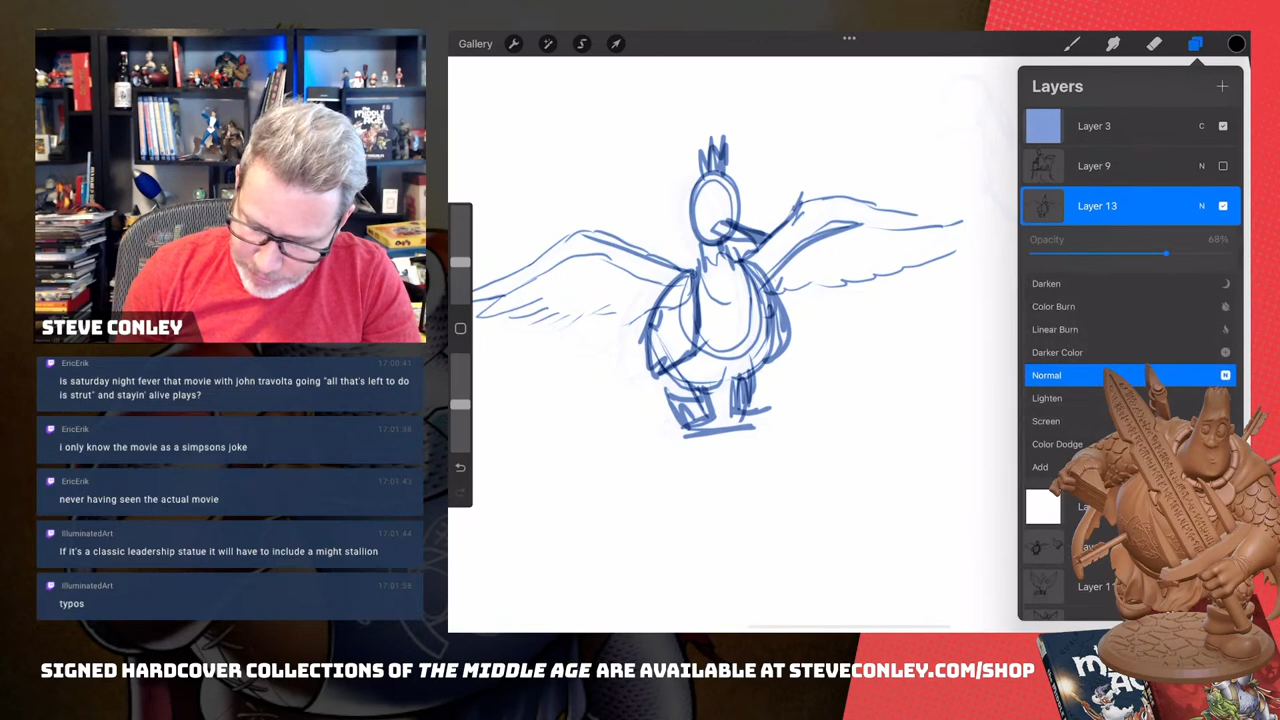 Gallery
Layers
Layer 3 C
Layer 9 N
Layer 13 N
Opacity 68%
Darken
Color Burn
Linear Burn
Darker Color
Normal N
Lighten
Screen
Color Dodge
Add
THE MIDDLE AGE
STEVE CONLEY
EricErik 17:00:41
is saturday night fever that movie with john travolta going "all that's left to do
is strut" and stayin' alive plays?
EricErik 17:01:38
i only know the movie as a simpsons joke
EricErik 17:01:43
never having seen the actual movie
IlluminatedArt 17:01:44
If it's a classic leadership statue it will have to include a might stallion
IlluminatedArt 17:01:58
typos
SIGNED HARDCOVER COLLECTIONS OF THE MIDDLE AGE ARE AVAILABLE AT STEVECONLEY.COM/SHOP